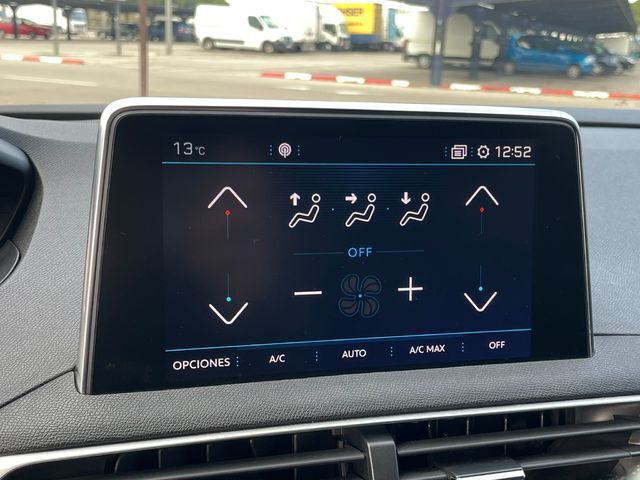 13°C 12:52
OFF
OPCIONES A/C AUTO A/C MAX OFF